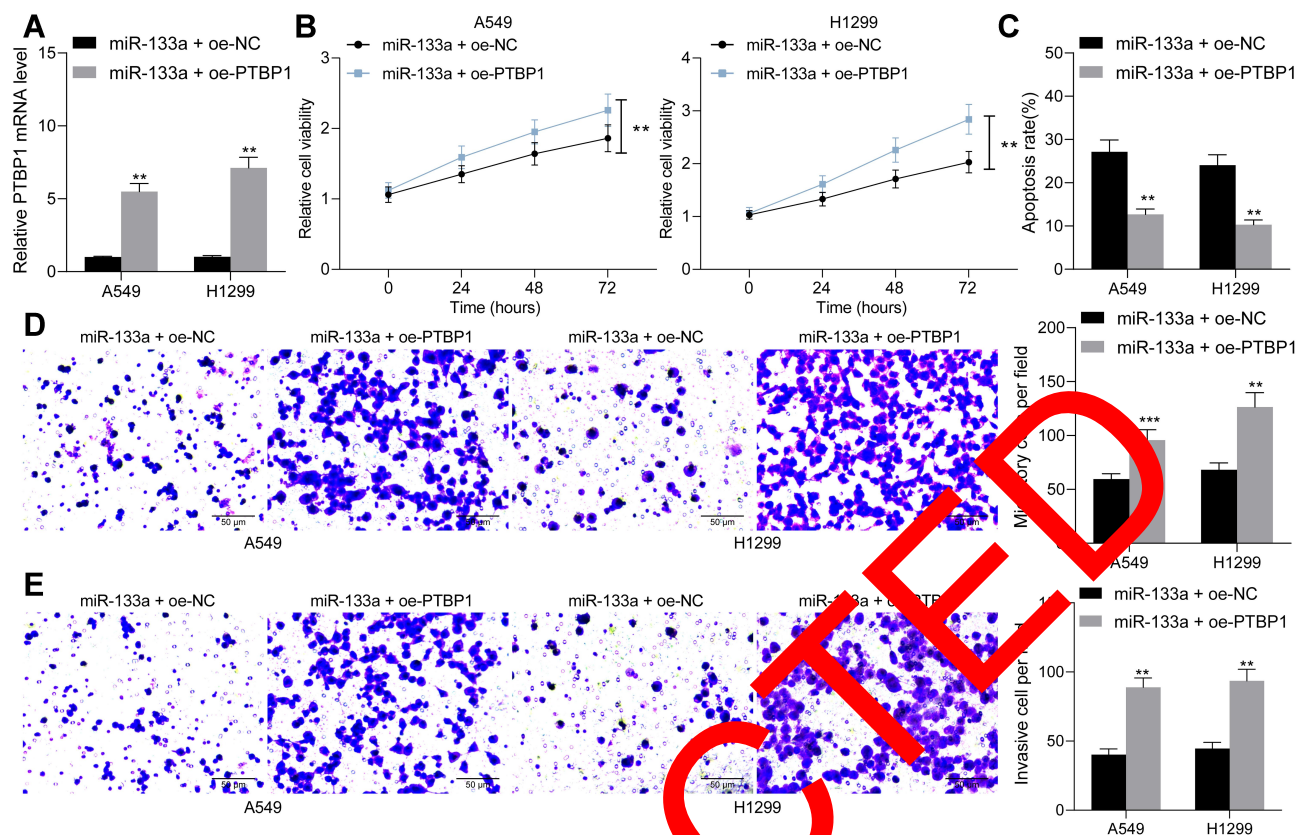 A
miR-133a + oe-NC
miR-133a + oe-PTBP1
Relative PTBP1 mRNA level
15
10
5
0
**
**
A549 H1299
B
A549
miR-133a + oe-NC
miR-133a + oe-PTBP1
Relative cell viability
3
2
1
0
**
0 24 48 72
Time (hours)
H1299
miR-133a + oe-NC
miR-133a + oe-PTBP1
Relative cell viability
4
3
2
1
0
**
0 24 48 72
Time (hours)
C
miR-133a + oe-NC
miR-133a + oe-PTBP1
Apoptosis rate(%)
50
40
30
20
10
0
**
**
A549 H1299
D
miR-133a + oe-NC miR-133a + oe-PTBP1 miR-133a + oe-NC miR-133a + oe-PTBP1
50 µm 50 µm 50 µm 50 µm
A549 H1299
miR-133a + oe-NC
miR-133a + oe-PTBP1
per field
200
150
100
50
***
**
A549 H1299
E
miR-133a + oe-NC miR-133a + oe-PTBP1 miR-133a + oe-NC
50 µm 50 µm 50 µm
A549 H1299
miR-133a + oe-NC
miR-133a + oe-PTBP1
Invasive cell per
100
50
0
**
**
A549 H1299
CTED